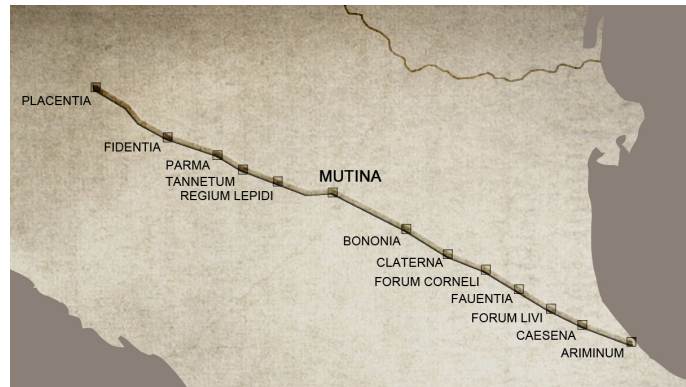 PLACENTIA
FIDENTIA
PARMA
TANNETUM
REGIUM LEPIDI
MUTINA
BONONIA
CLATERNA
FORUM CORNELI
FAUENTIA
FORUM LIVI
CAESENA
ARIMINUM